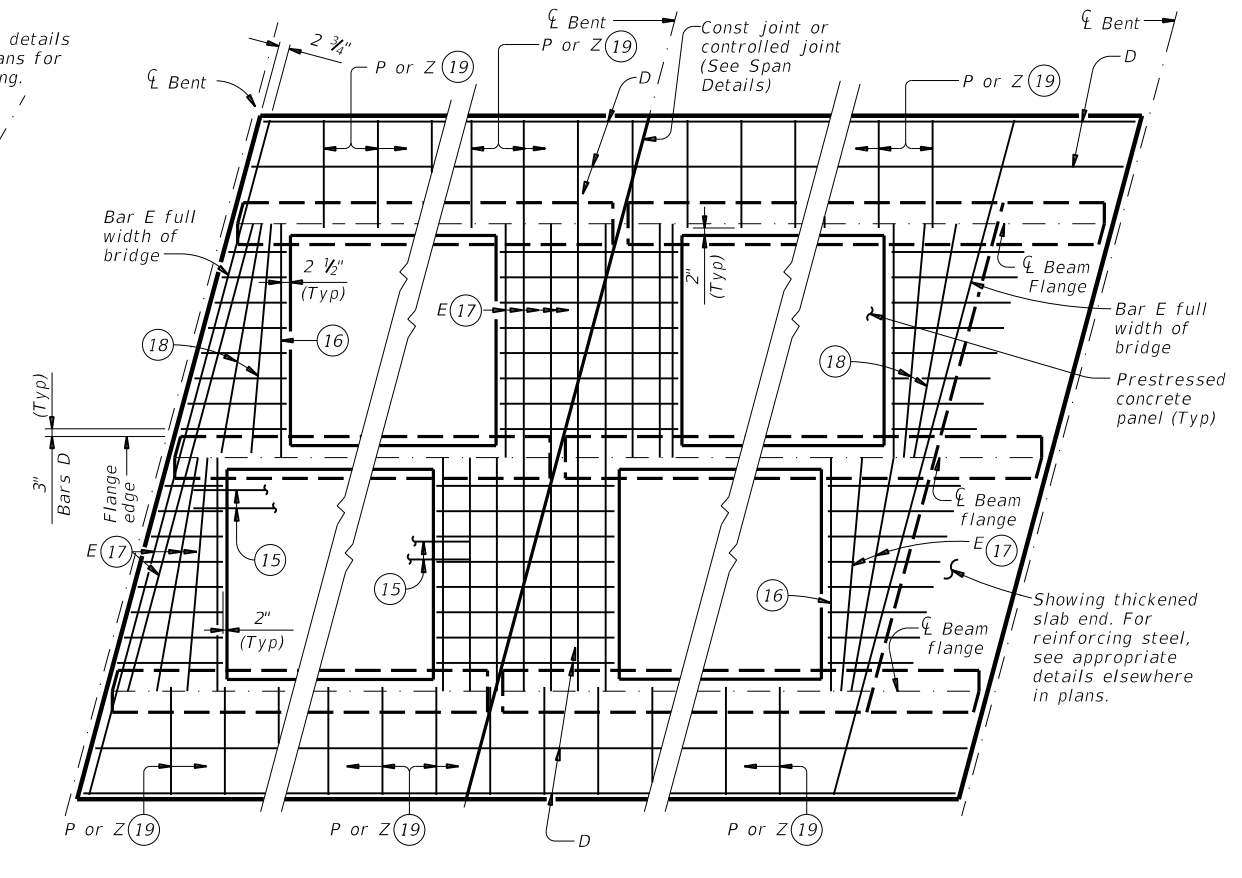 details
ans for
ng.
2 ¾"
℄ Bent
P or Z 19
℄ Bent
P or Z 19
D
Const joint or
controlled joint
(See Span
Details)
℄ Bent
D
P or Z 19
Bar E full
width of
bridge
2 ½"
(Typ)
2"
(Typ)
E 17
16
18
18
℄ Beam
Flange
Bar E full
width of
bridge
Prestressed
concrete
panel (Typ)
3"
(Typ)
Bars D
Flange
edge
E 17
15
15
16
℄ Beam
flange
E 17
2"
(Typ)
℄ Beam
flange
Showing thickened
slab end. For
reinforcing steel,
see appropriate
details elsewhere
in plans.
P or Z 19
P or Z 19
D
P or Z 19